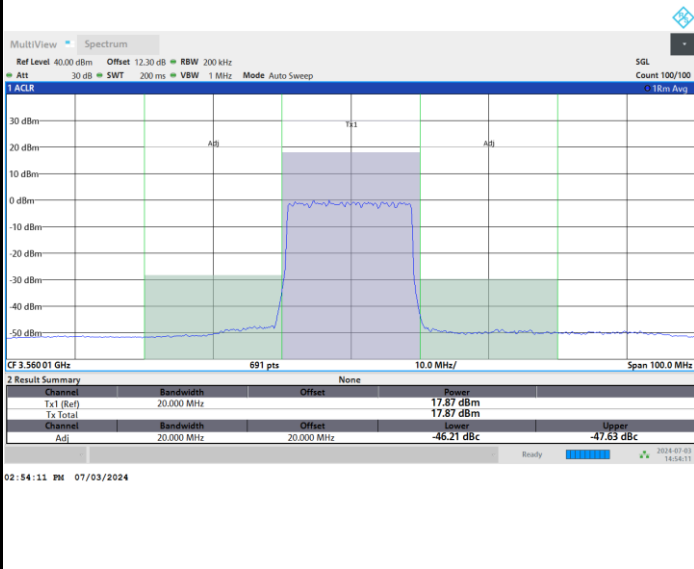 MultiView Spectrum
Ref Level 40.00 dBm Offset 12.30 dB RBW 200 kHz SGL
Att 30 dB SWT 200 ms VBW 1 MHz Mode Auto Sweep Count 100/100
1 ACLR 1Rm Avg
30 dBm
Tx1
20 dBm
Adj Adj
10 dBm
0 dBm
-10 dBm
-20 dBm
-30 dBm
-40 dBm
-50 dBm
CF 3.560 01 GHz 691 pts 10.0 MHz/ Span 100.0 MHz
2 Result Summary None
Channel Bandwidth Offset Power
Tx1 (Ref) 20.000 MHz 17.87 dBm
Tx Total 17.87 dBm
Channel Bandwidth Offset Lower Upper
Adj 20.000 MHz 20.000 MHz -46.21 dBc -47.63 dBc
Ready 2024-07-03
14:54:11
02:54:11 PM 07/03/2024